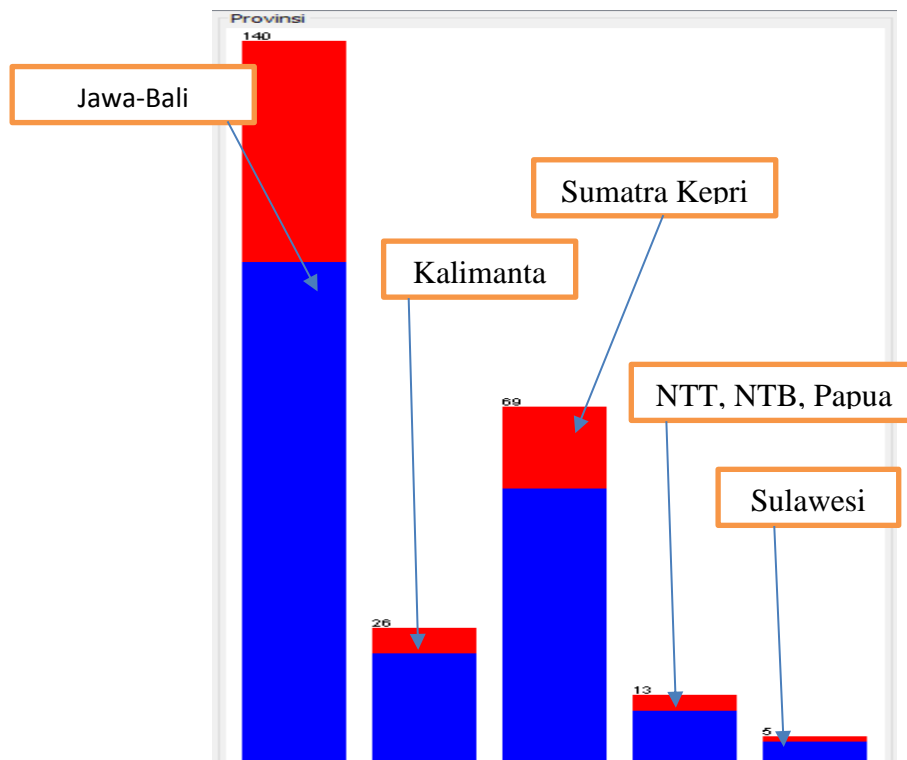 Provinsi
140
Jawa-Bali
Sumatra Kepri
Kalimanta
69
NTT, NTB, Papua
Sulawesi
26
13
5